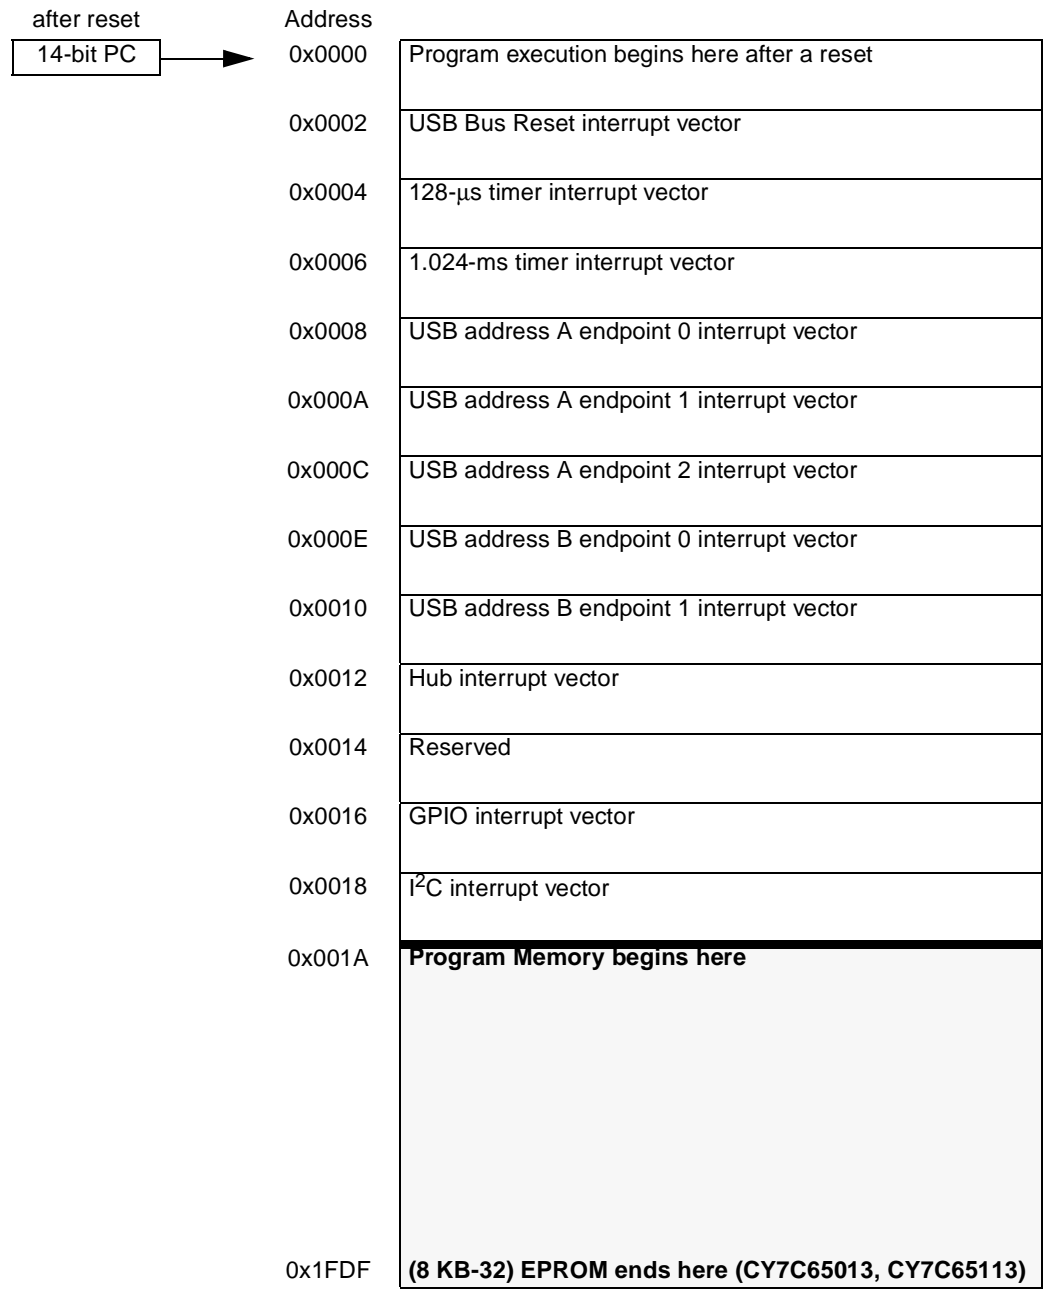 after reset Address
14-bit PC 0x0000 Program execution begins here after a reset
0x0002 USB Bus Reset interrupt vector
0x0004 128-μs timer interrupt vector
0x0006 1.024-ms timer interrupt vector
0x0008 USB address A endpoint 0 interrupt vector
0x000A USB address A endpoint 1 interrupt vector
0x000C USB address A endpoint 2 interrupt vector
0x000E USB address B endpoint 0 interrupt vector
0x0010 USB address B endpoint 1 interrupt vector
0x0012 Hub interrupt vector
0x0014 Reserved
0x0016 GPIO interrupt vector
0x0018 I²C interrupt vector
0x001A Program Memory begins here
0x1FDF (8 KB-32) EPROM ends here (CY7C65013, CY7C65113)